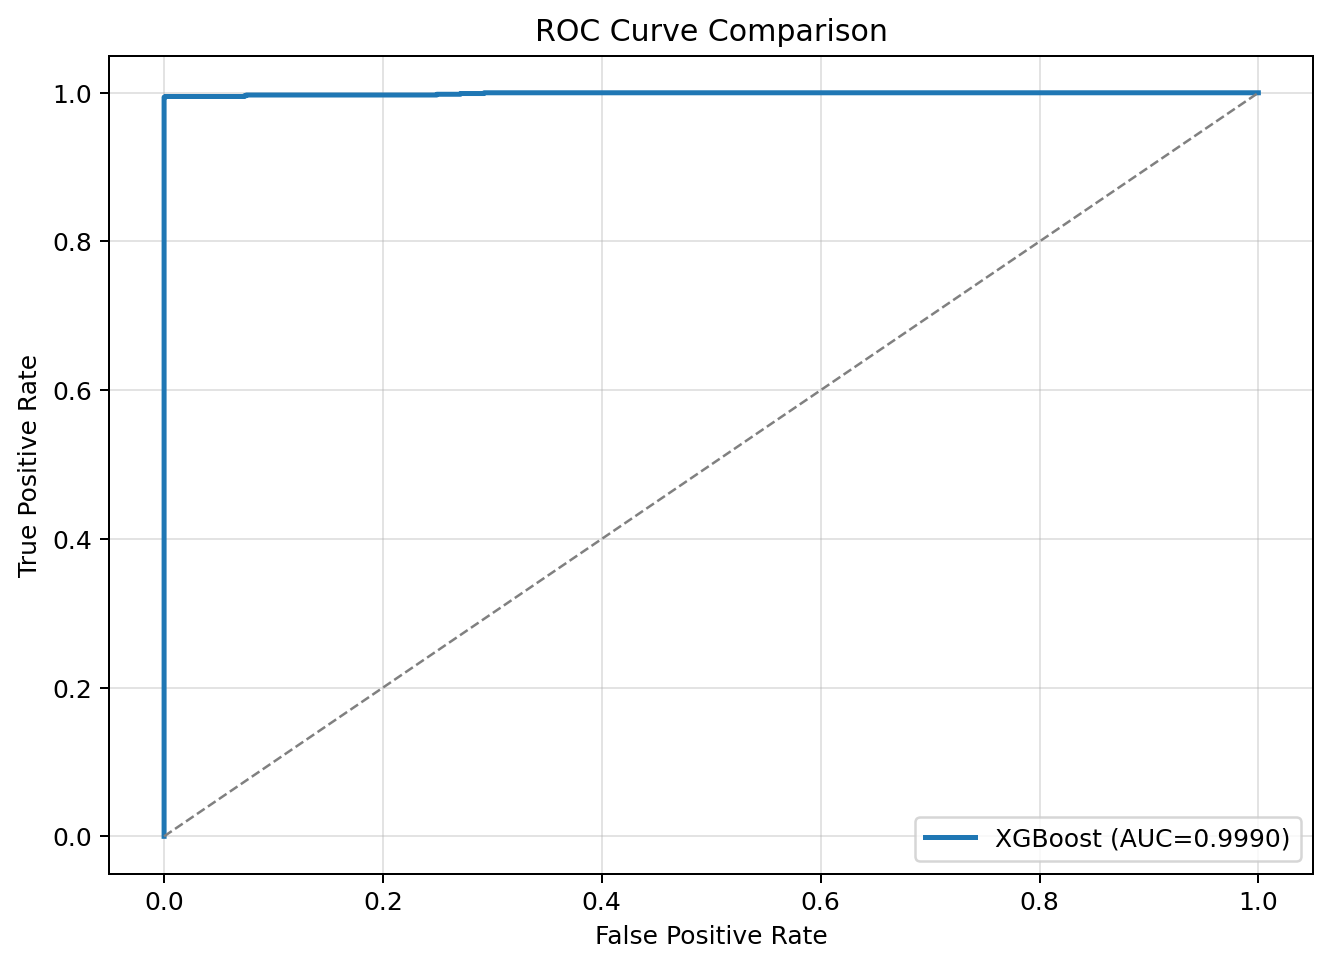 ROC Curve Comparison
1.0
0.8
0.6
0.4
0.2
0.0
True Positive Rate
XGBoost (AUC=0.9990)
0.0 0.2 0.4 0.6 0.8 1.0
False Positive Rate